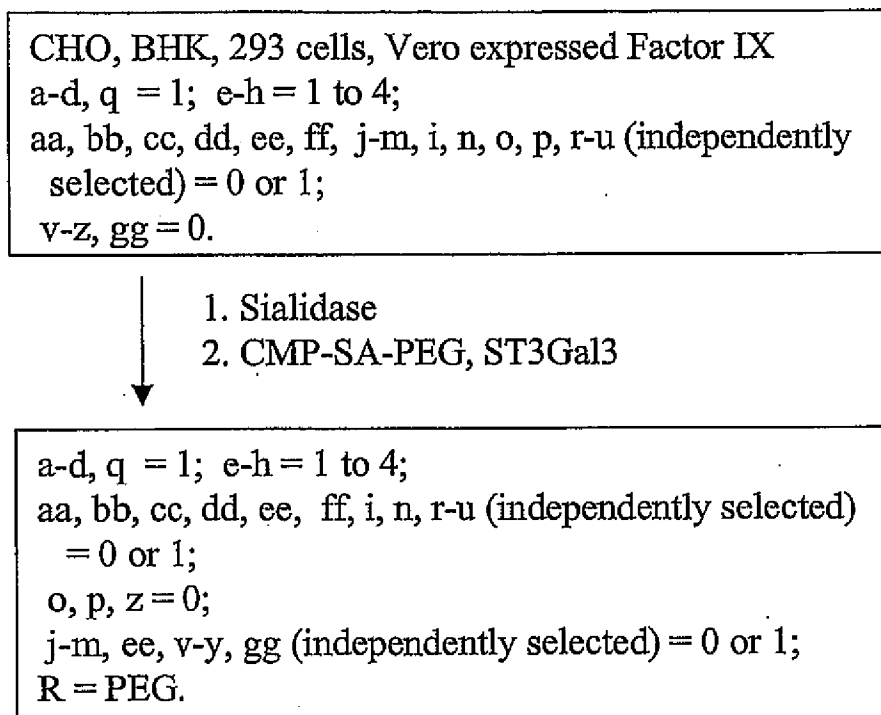 CHO, BHK, 293 cells, Vero expressed Factor IX
a-d, q = 1; e-h = 1 to 4;
aa, bb, cc, dd, ee, ff, j-m, i, n, o, p, r-u (independently
selected) = 0 or 1;
v-z, gg = 0.
1. Sialidase
2. CMP-SA-PEG, ST3Gal3
a-d, q = 1; e-h = 1 to 4;
aa, bb, cc, dd, ee, ff, i, n, r-u (independently selected)
= 0 or 1;
o, p, z = 0;
j-m, ee, v-y, gg (independently selected) = 0 or 1;
R = PEG.